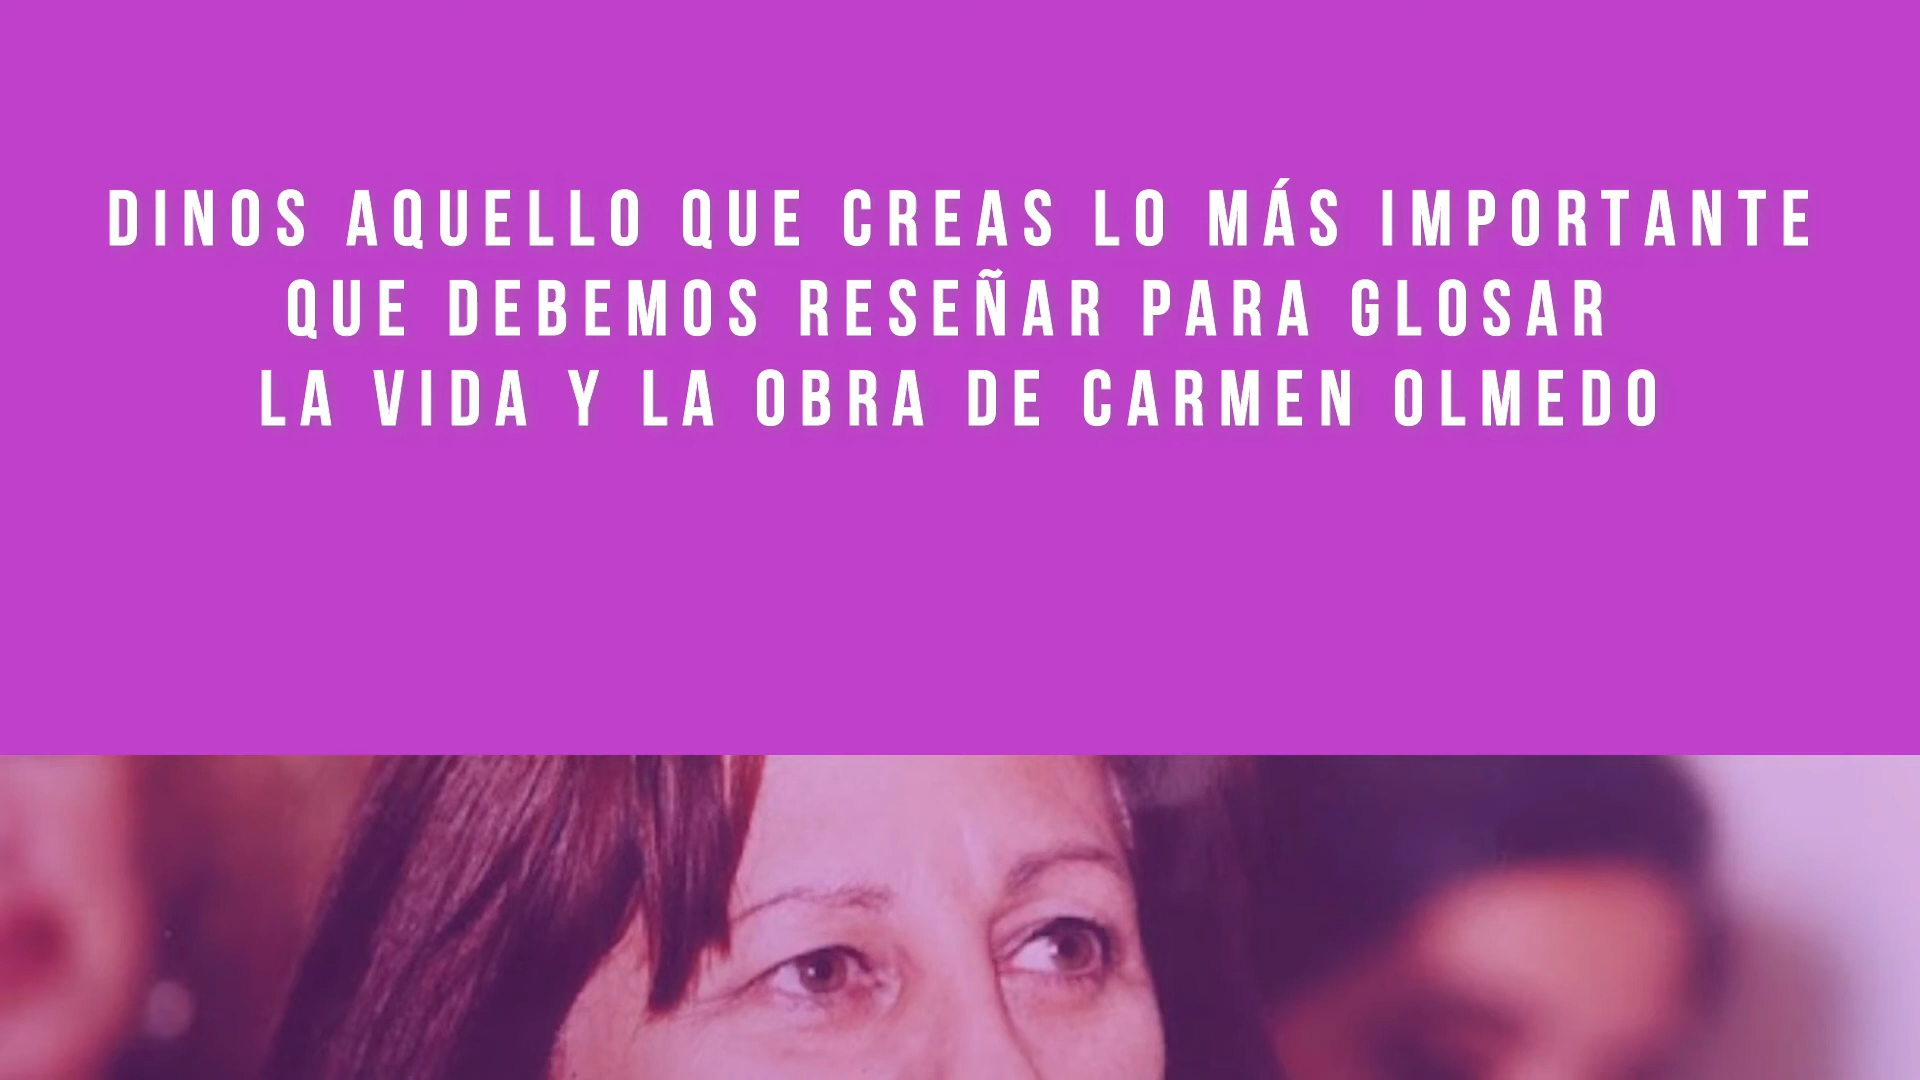 DINOS AQUELLO QUE CREAS LO MÁS IMPORTANTE
QUE DEBEMOS RESEÑAR PARA GLOSAR
LA VIDA Y LA OBRA DE CARMEN OLMEDO